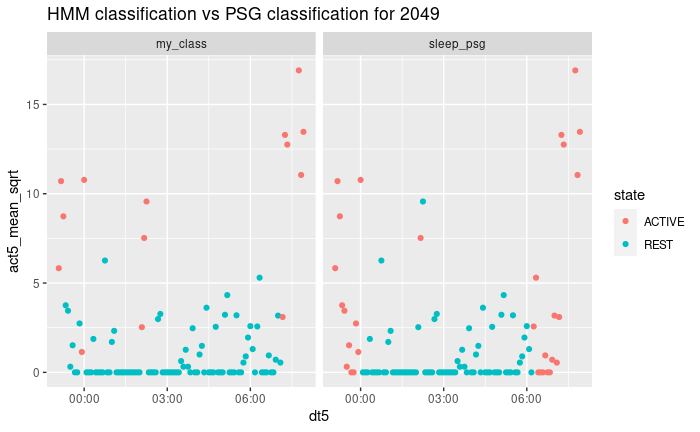 HMM classification vs PSG classification for 2049
my_class
sleep_psg
act5_mean_sqrt
15
10
5
0
00:00
03:00
06:00
00:00
03:00
06:00
dt5
state
ACTIVE
REST